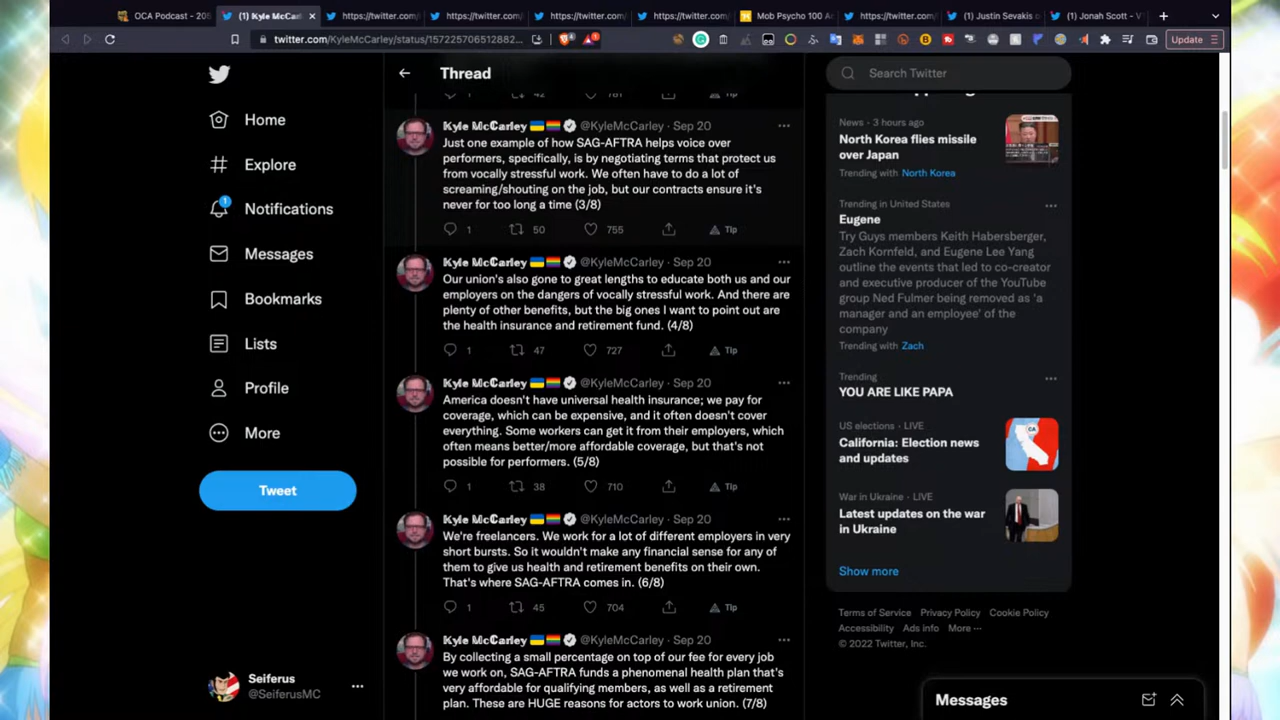 OCA Podcast - 205
(1) Kyle McCarl
https://twitter.com/
https://twitter.com/
https://twitter.com/
https://twitter.com/
Mob Psycho 100 A
https://twitter.com/
(1) Justin Sevakis o
(1) Jonah Scott - V
twitter.com/KyleMcCarley/status/157225706512882...
Update
Home
Explore
1
Notifications
Messages
Bookmarks
Lists
Profile
More
Tweet
Seiferus
@SeiferusMC
Thread
Tip
Kyle McCarley @KyleMcCarley · Sep 20
Just one example of how SAG-AFTRA helps voice over
performers, specifically, is by negotiating terms that protect us
from vocally stressful work. We often have to do a lot of
screaming/shouting on the job, but our contracts ensure it's
never for too long a time (3/8)
1 50 755 Tip
Kyle McCarley @KyleMcCarley · Sep 20
Our union's also gone to great lengths to educate both us and our
employers on the dangers of vocally stressful work. And there are
plenty of other benefits, but the big ones I want to point out are
the health insurance and retirement fund. (4/8)
1 47 727 Tip
Kyle McCarley @KyleMcCarley · Sep 20
America doesn't have universal health insurance; we pay for
coverage, which can be expensive, and it often doesn't cover
everything. Some workers can get it from their employers, which
often means better/more affordable coverage, but that's not
possible for performers. (5/8)
1 38 710 Tip
Kyle McCarley @KyleMcCarley · Sep 20
We're freelancers. We work for a lot of different employers in very
short bursts. So it wouldn't make any financial sense for any of
them to give us health and retirement benefits on their own.
That's where SAG-AFTRA comes in. (6/8)
1 45 704 Tip
Kyle McCarley @KyleMcCarley · Sep 20
By collecting a small percentage on top of our fee for every job
we work on, SAG-AFTRA funds a phenomenal health plan that's
very affordable for qualifying members, as well as a retirement
plan. These are HUGE reasons for actors to work union. (7/8)
Search Twitter
News · 3 hours ago
North Korea flies missile
over Japan
Trending with North Korea
Trending in United States
Eugene
Try Guys members Keith Habersberger,
Zach Kornfeld, and Eugene Lee Yang
outline the events that led to co-creator
and executive producer of the YouTube
group Ned Fulmer being removed as 'a
manager and an employee' of the
company
Trending with Zach
Trending
YOU ARE LIKE PAPA
US elections · LIVE
California: Election news
and updates
War in Ukraine · LIVE
Latest updates on the war
in Ukraine
Show more
Terms of Service Privacy Policy Cookie Policy
Accessibility Ads info More ···
© 2022 Twitter, Inc.
Messages